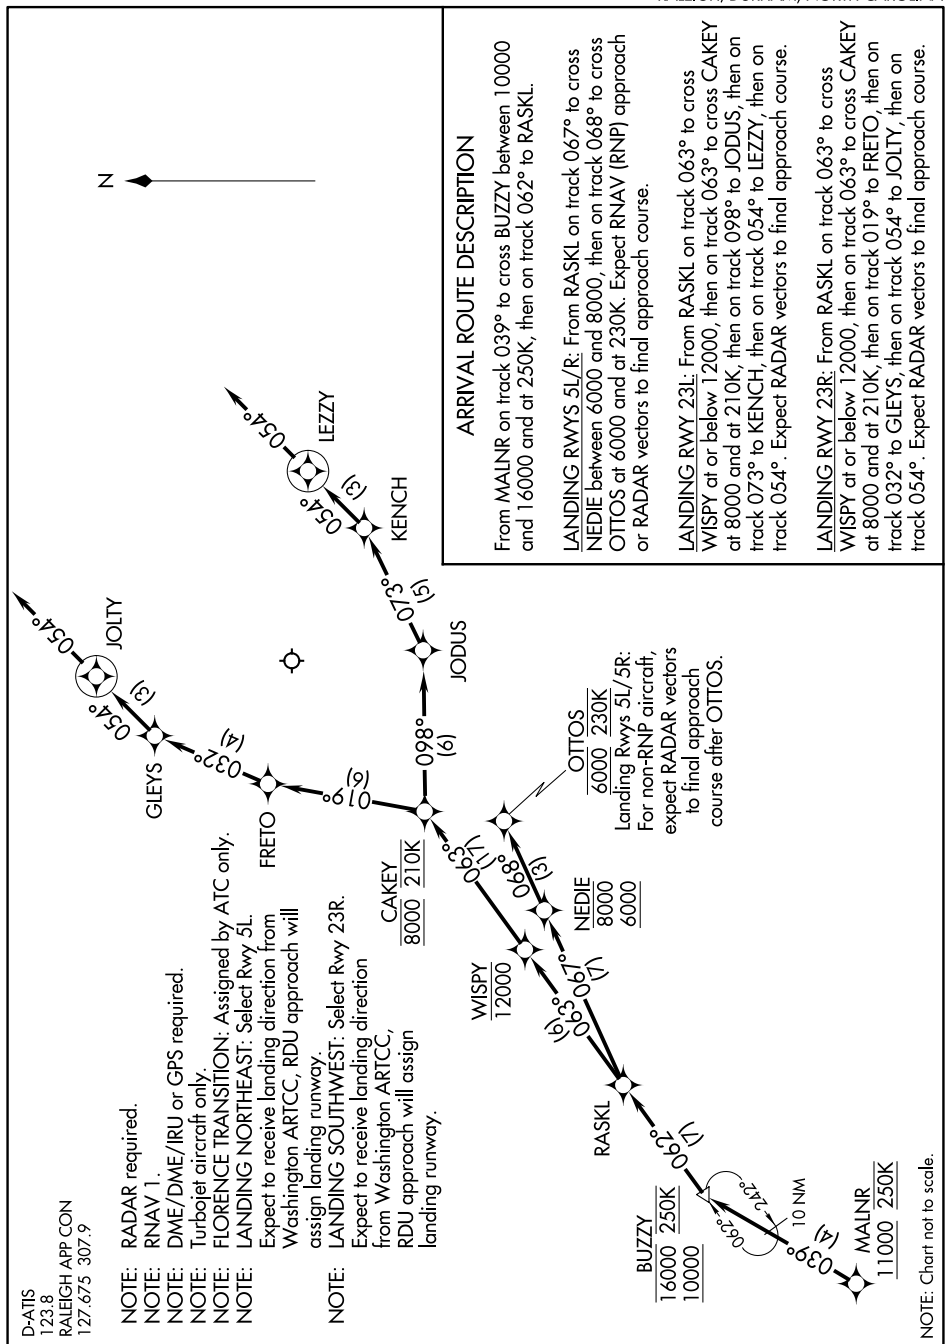 D-ATIS
123.8
RALEIGH APP CON
127.675 307.9
NOTE: RADAR required.
NOTE: RNAV 1.
NOTE: DME/DME/IRU or GPS required.
NOTE: Turbojet aircraft only.
NOTE: FLORENCE TRANSITION: Assigned by ATC only.
NOTE: LANDING NORTHEAST: Select Rwy 5L.
Expect to receive landing direction from
Washington ARTCC, RDU approach will
assign landing runway.
NOTE: LANDING SOUTHWEST: Select Rwy 23R.
Expect to receive landing direction
from Washington ARTCC,
RDU approach will assign
landing runway.
N
054°
JOLTY
054°
(3)
GLEYS
032°
(4)
FRETO
019°
(6)
054°
LEZZY
054°
(3)
KENCH
073°
(5)
JODUS
098°
(6)
CAKEY
8000 210K
063°
(17)
WISPY
12000
063°
(6)
OTTOS
6000 230K
Landing Rwys 5L/5R:
For non-RNP aircraft,
expect RADAR vectors
to final approach
course after OTTOS.
068°
(3)
NEDIE
8000
6000
067°
(7)
RASKL
062°
(7)
BUZZY
16000 250K
10000
062°
242°
10 NM
039°
(4)
MALNR
11000 250K
NOTE: Chart not to scale.
ARRIVAL ROUTE DESCRIPTION
From MALNR on track 039° to cross BUZZY between 10000
and 16000 and at 250K, then on track 062° to RASKL.
LANDING RWYS 5L/R: From RASKL on track 067° to cross
NEDIE between 6000 and 8000, then on track 068° to cross
OTTOS at 6000 and at 230K. Expect RNAV (RNP) approach
or RADAR vectors to final approach course.
LANDING RWY 23L: From RASKL on track 063° to cross
WISPY at or below 12000, then on track 063° to cross CAKEY
at 8000 and at 210K, then on track 098° to JODUS, then on
track 073° to KENCH, then on track 054° to LEZZY, then on
track 054°. Expect RADAR vectors to final approach course.
LANDING RWY 23R: From RASKL on track 063° to cross
WISPY at or below 12000, then on track 063° to cross CAKEY
at 8000 and at 210K, then on track 019° to FRETO, then on
track 032° to GLEYS, then on track 054° to JOLTY, then on
track 054°. Expect RADAR vectors to final approach course.